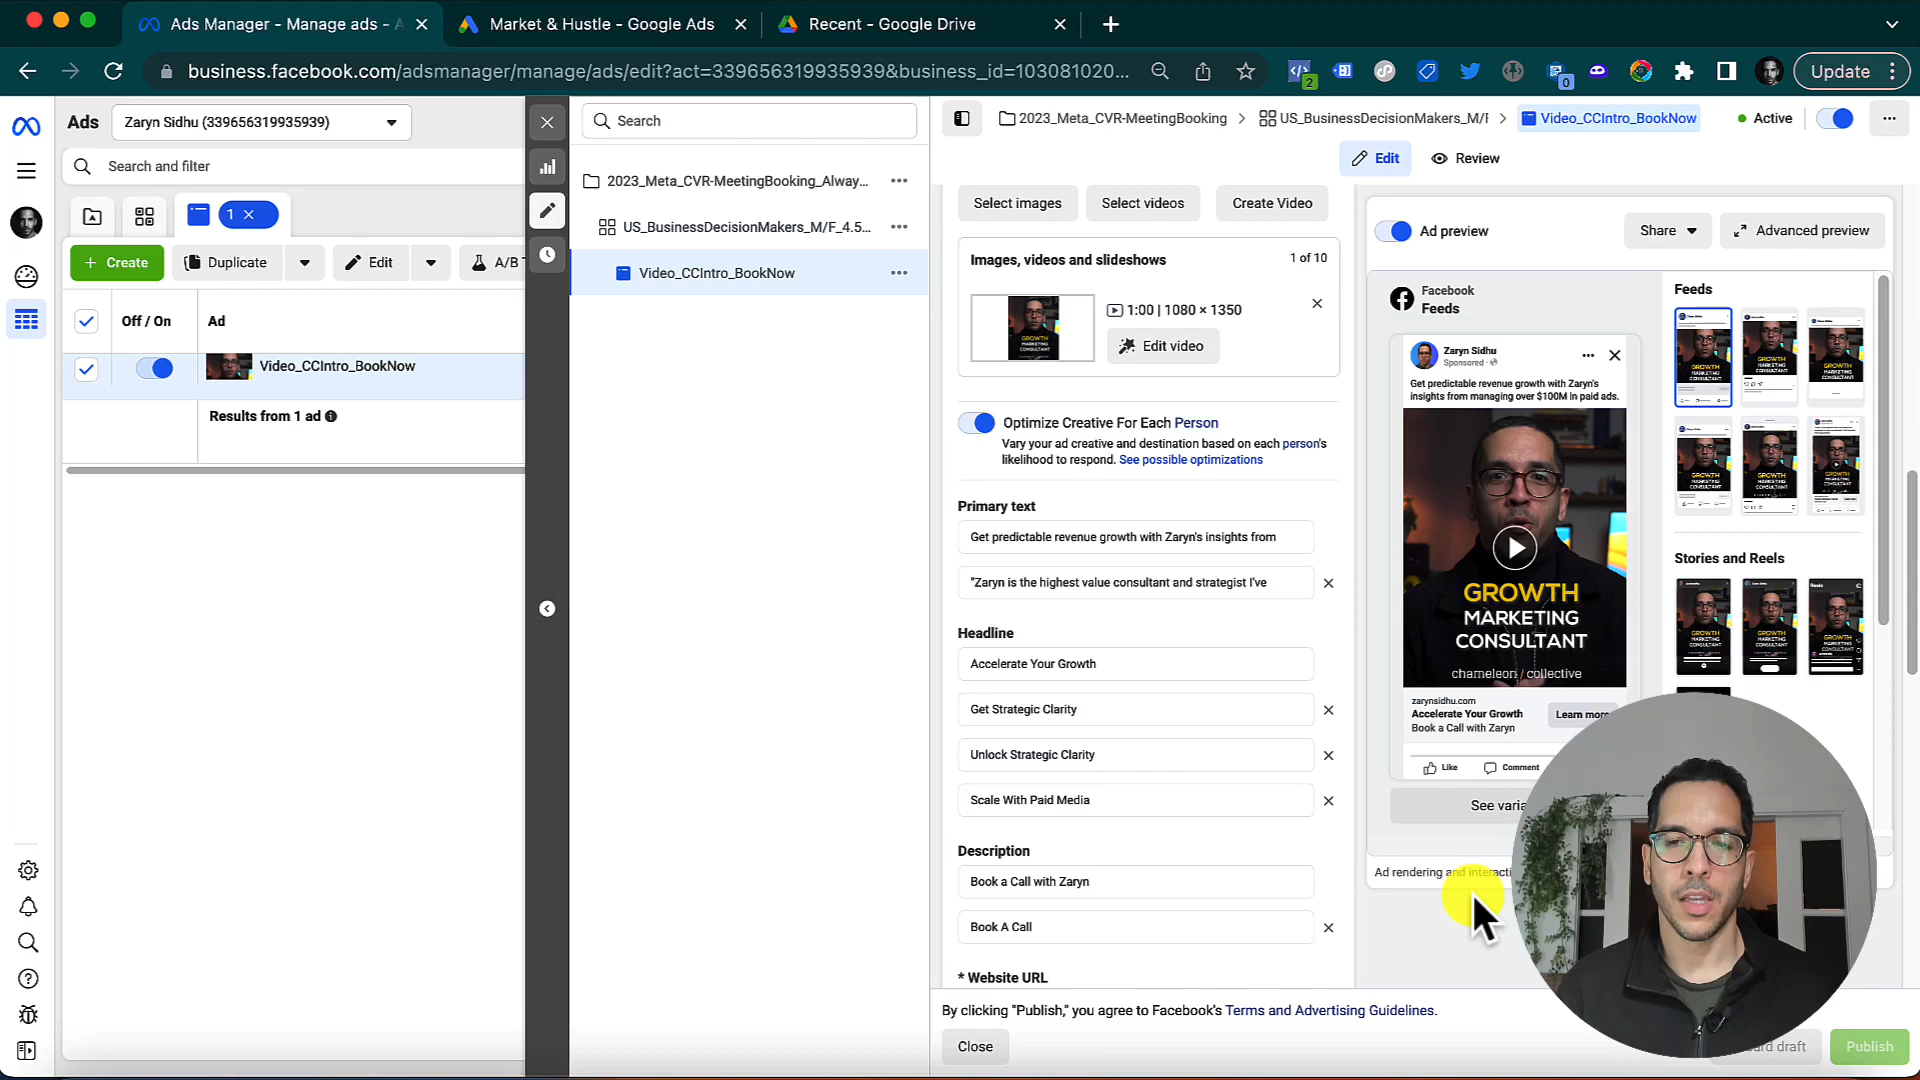 Ads Manager - Manage ads - A
Market & Hustle - Google Ads
Recent - Google Drive
business.facebook.com/adsmanager/manage/ads/edit?act=339656319935939&business_id=103081020...
2
0
Update
Ads
Zaryn Sidhu (339656319935939)
Search and filter
1
Create
Duplicate
Edit
A/B T
Off / On
Ad
Video_CCIntro_BookNow
Results from 1 ad
Search
2023_Meta_CVR-MeetingBooking_Alway...
US_BusinessDecisionMakers_M/F_4.5...
Video_CCIntro_BookNow
2023_Meta_CVR-MeetingBooking
US_BusinessDecisionMakers_M/F
Video_CCIntro_BookNow
Active
Edit
Review
Select images
Select videos
Create Video
Images, videos and slideshows
1 of 10
1:00 | 1080 × 1350
Edit video
Optimize Creative For Each Person
Vary your ad creative and destination based on each person's
likelihood to respond. See possible optimizations
Primary text
Get predictable revenue growth with Zaryn's insights from
"Zaryn is the highest value consultant and strategist I've
Headline
Accelerate Your Growth
Get Strategic Clarity
Unlock Strategic Clarity
Scale With Paid Media
Description
Book a Call with Zaryn
Book A Call
* Website URL
Ad preview
Share
Advanced preview
Facebook
Feeds
Zaryn Sidhu
Sponsored
Get predictable revenue growth with Zaryn's
insights from managing over $100M in paid ads.
GROWTH
MARKETING
CONSULTANT
chameleon / collective
zarynsidhu.com
Accelerate Your Growth
Book a Call with Zaryn
Learn more
Like
Comment
See varia
Ad rendering and interacti
Feeds
Stories and Reels
By clicking "Publish," you agree to Facebook's Terms and Advertising Guidelines.
Close
draft
Publish